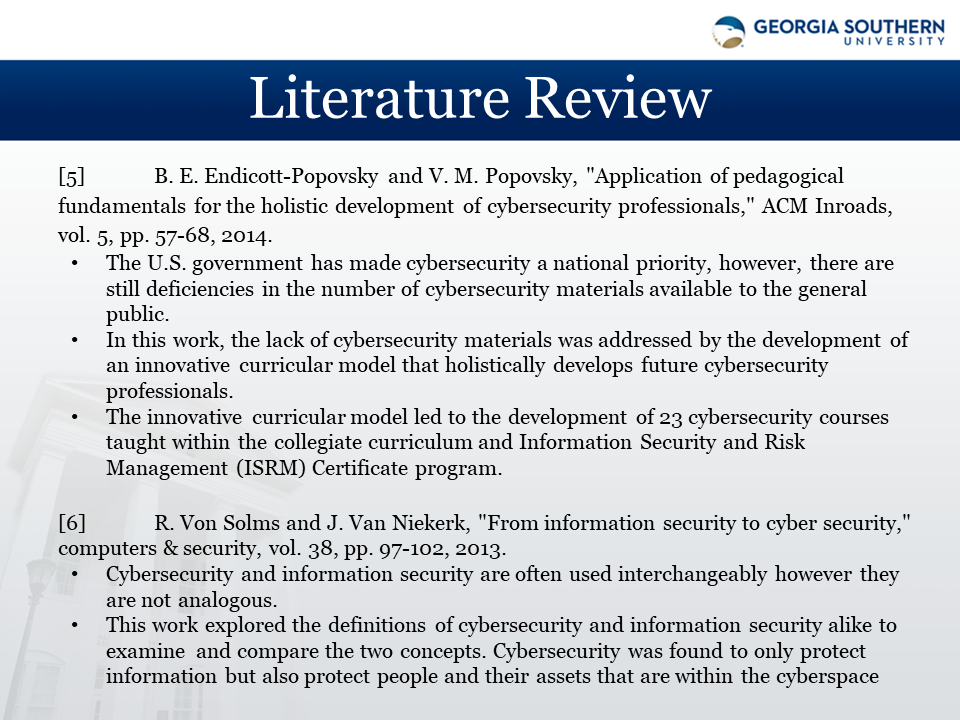 GEORGIA SOUTHERN
UNIVERSITY
Literature Review
[5] B. E. Endicott-Popovsky and V. M. Popovsky, "Application of pedagogical
fundamentals for the holistic development of cybersecurity professionals," ACM Inroads,
vol. 5, pp. 57-68, 2014.
• The U.S. government has made cybersecurity a national priority, however, there are
still deficiencies in the number of cybersecurity materials available to the general
public.
• In this work, the lack of cybersecurity materials was addressed by the development of
an innovative curricular model that holistically develops future cybersecurity
professionals.
• The innovative curricular model led to the development of 23 cybersecurity courses
taught within the collegiate curriculum and Information Security and Risk
Management (ISRM) Certificate program.
[6] R. Von Solms and J. Van Niekerk, "From information security to cyber security,"
computers & security, vol. 38, pp. 97-102, 2013.
• Cybersecurity and information security are often used interchangeably however they
are not analogous.
• This work explored the definitions of cybersecurity and information security alike to
examine and compare the two concepts. Cybersecurity was found to only protect
information but also protect people and their assets that are within the cyberspace